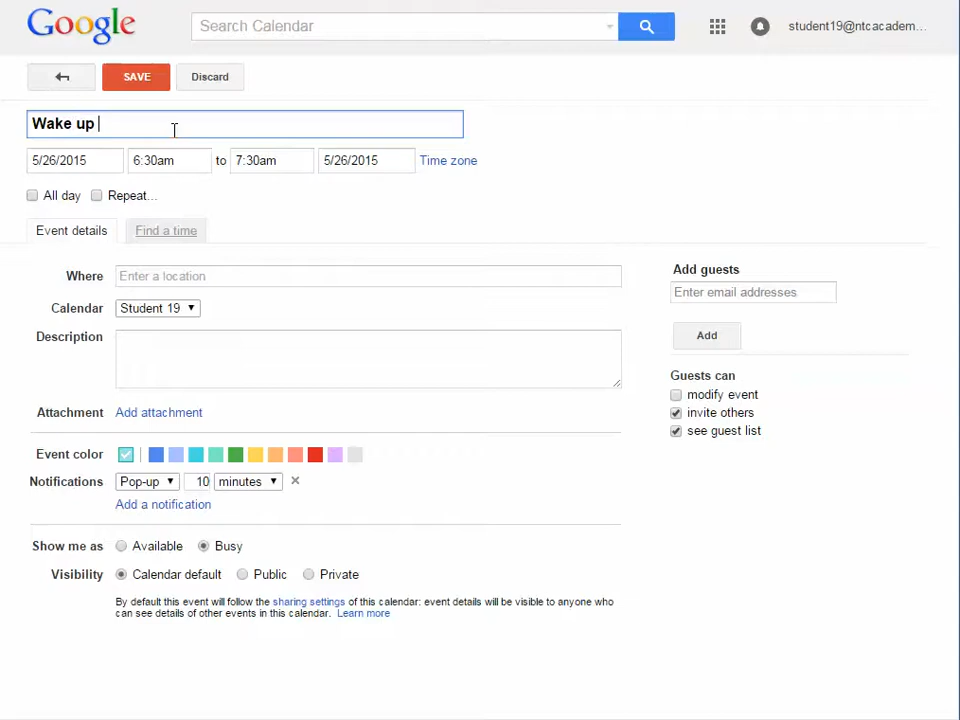 Google Search Calendar student19@ntcacadem...
SAVE Discard
Wake up
5/26/2015 6:30am to 7:30am 5/26/2015 Time zone
All day Repeat...
Event details Find a time
Where Enter a location
Calendar Student 19
Description
Attachment Add attachment
Event color
Notifications Pop-up 10 minutes
Add a notification
Show me as Available Busy
Visibility Calendar default Public Private
By default this event will follow the sharing settings of this calendar: event details will be visible to anyone who
can see details of other events in this calendar. Learn more
Add guests
Enter email addresses
Add
Guests can
modify event
invite others
see guest list